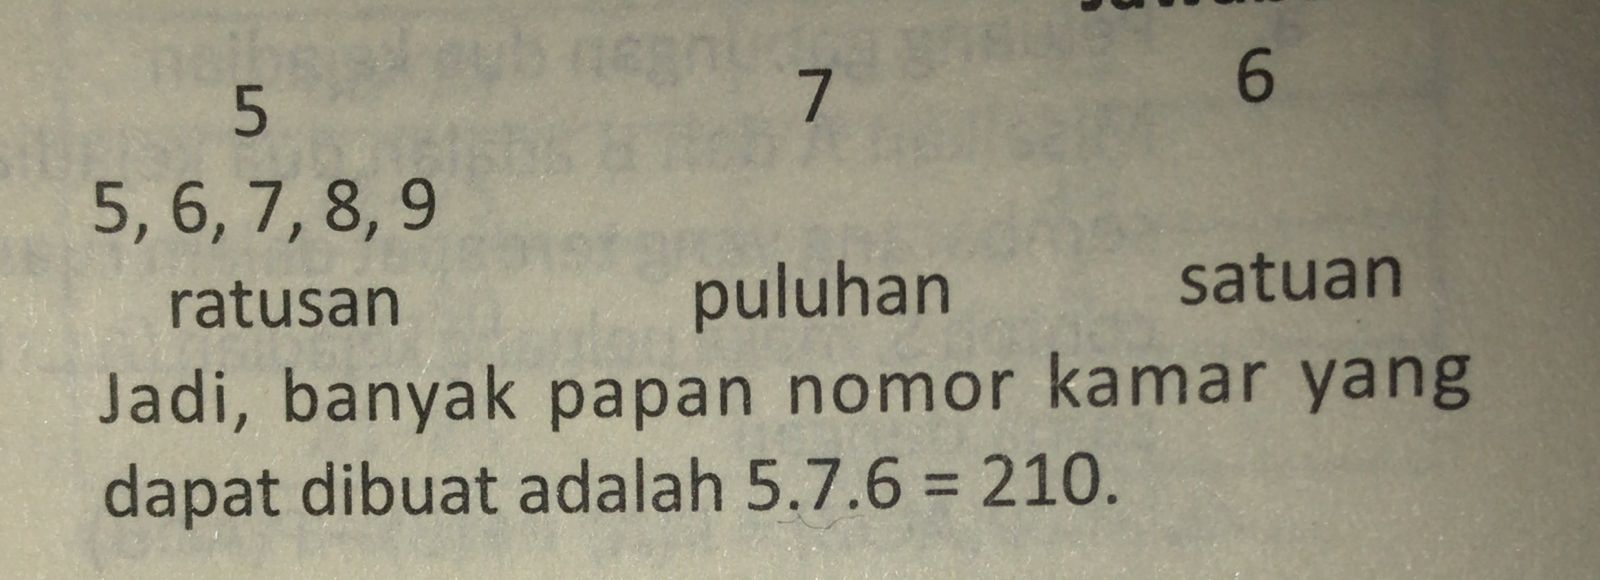 5 7 6
5, 6, 7, 8, 9
ratusan puluhan satuan
Jadi, banyak papan nomor kamar yang
dapat dibuat adalah 5.7.6 = 210.